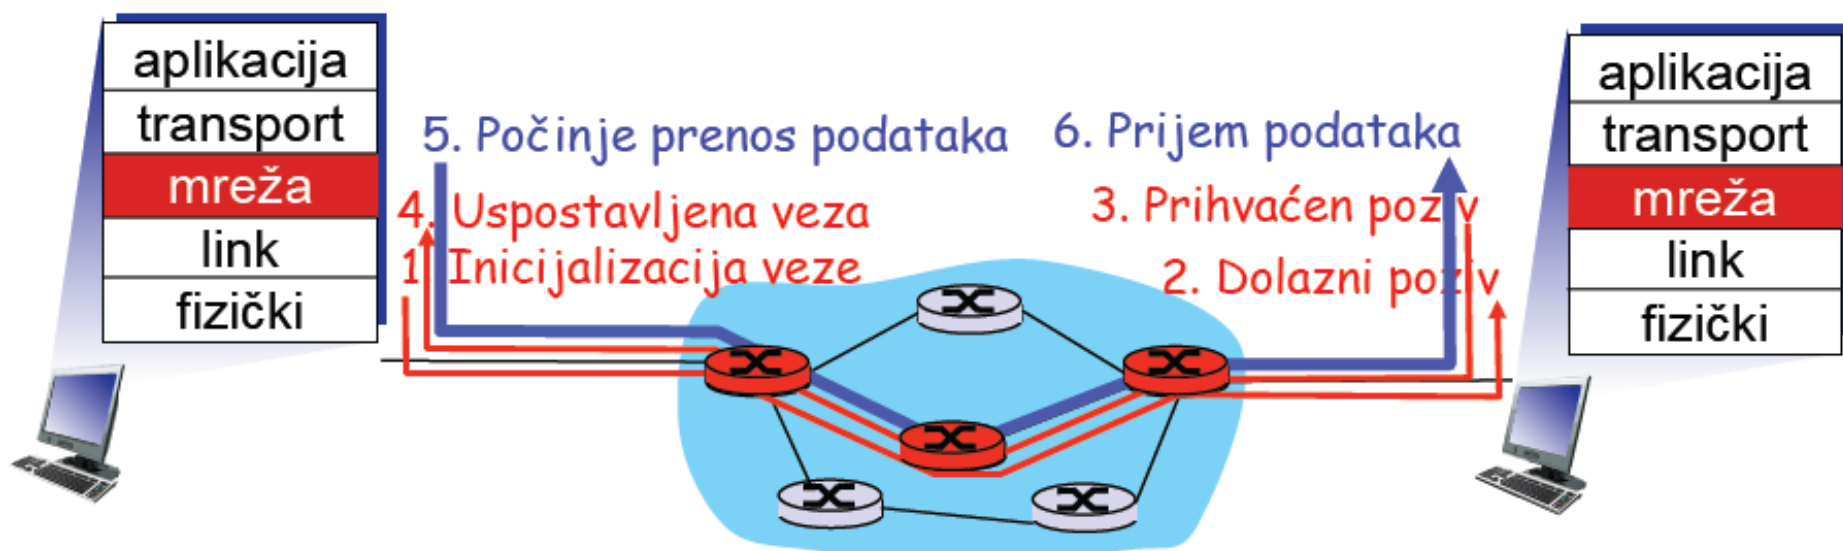 aplikacija
transport
mreža
link
fizički
5. Počinje prenos podataka
4. Uspostavljena veza
1. Inicijalizacija veze
6. Prijem podataka
3. Prihvaćen poziv
2. Dolazni poziv
aplikacija
transport
mreža
link
fizički